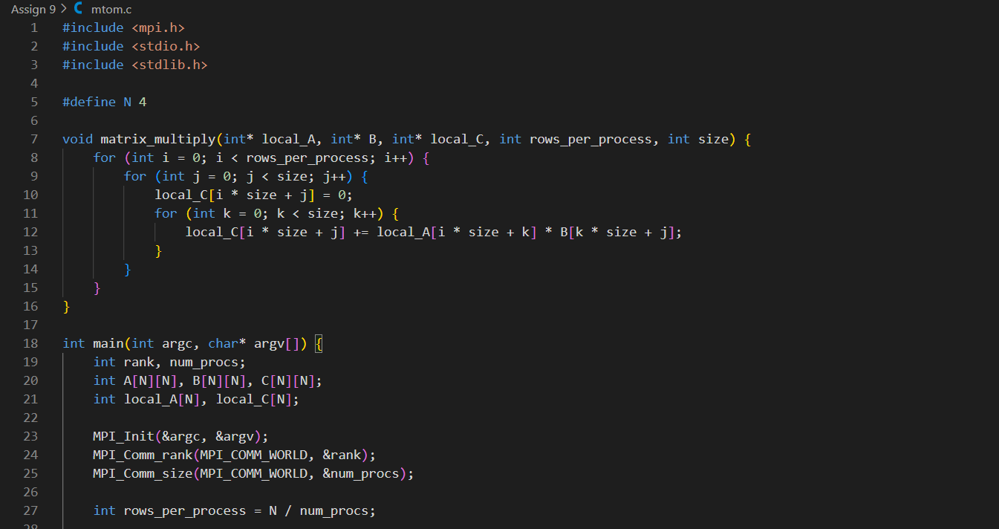 Assign 9 > C mtom.c
1 #include <mpi.h>
2 #include <stdio.h>
3 #include <stdlib.h>
4
5 #define N 4
6
7 void matrix_multiply(int* local_A, int* B, int* local_C, int rows_per_process, int size) {
8     for (int i = 0; i < rows_per_process; i++) {
9         for (int j = 0; j < size; j++) {
10             local_C[i * size + j] = 0;
11             for (int k = 0; k < size; k++) {
12                 local_C[i * size + j] += local_A[i * size + k] * B[k * size + j];
13             }
14         }
15     }
16 }
17
18 int main(int argc, char* argv[]) {
19     int rank, num_procs;
20     int A[N][N], B[N][N], C[N][N];
21     int local_A[N], local_C[N];
22
23     MPI_Init(&argc, &argv);
24     MPI_Comm_rank(MPI_COMM_WORLD, &rank);
25     MPI_Comm_size(MPI_COMM_WORLD, &num_procs);
26
27     int rows_per_process = N / num_procs;
28